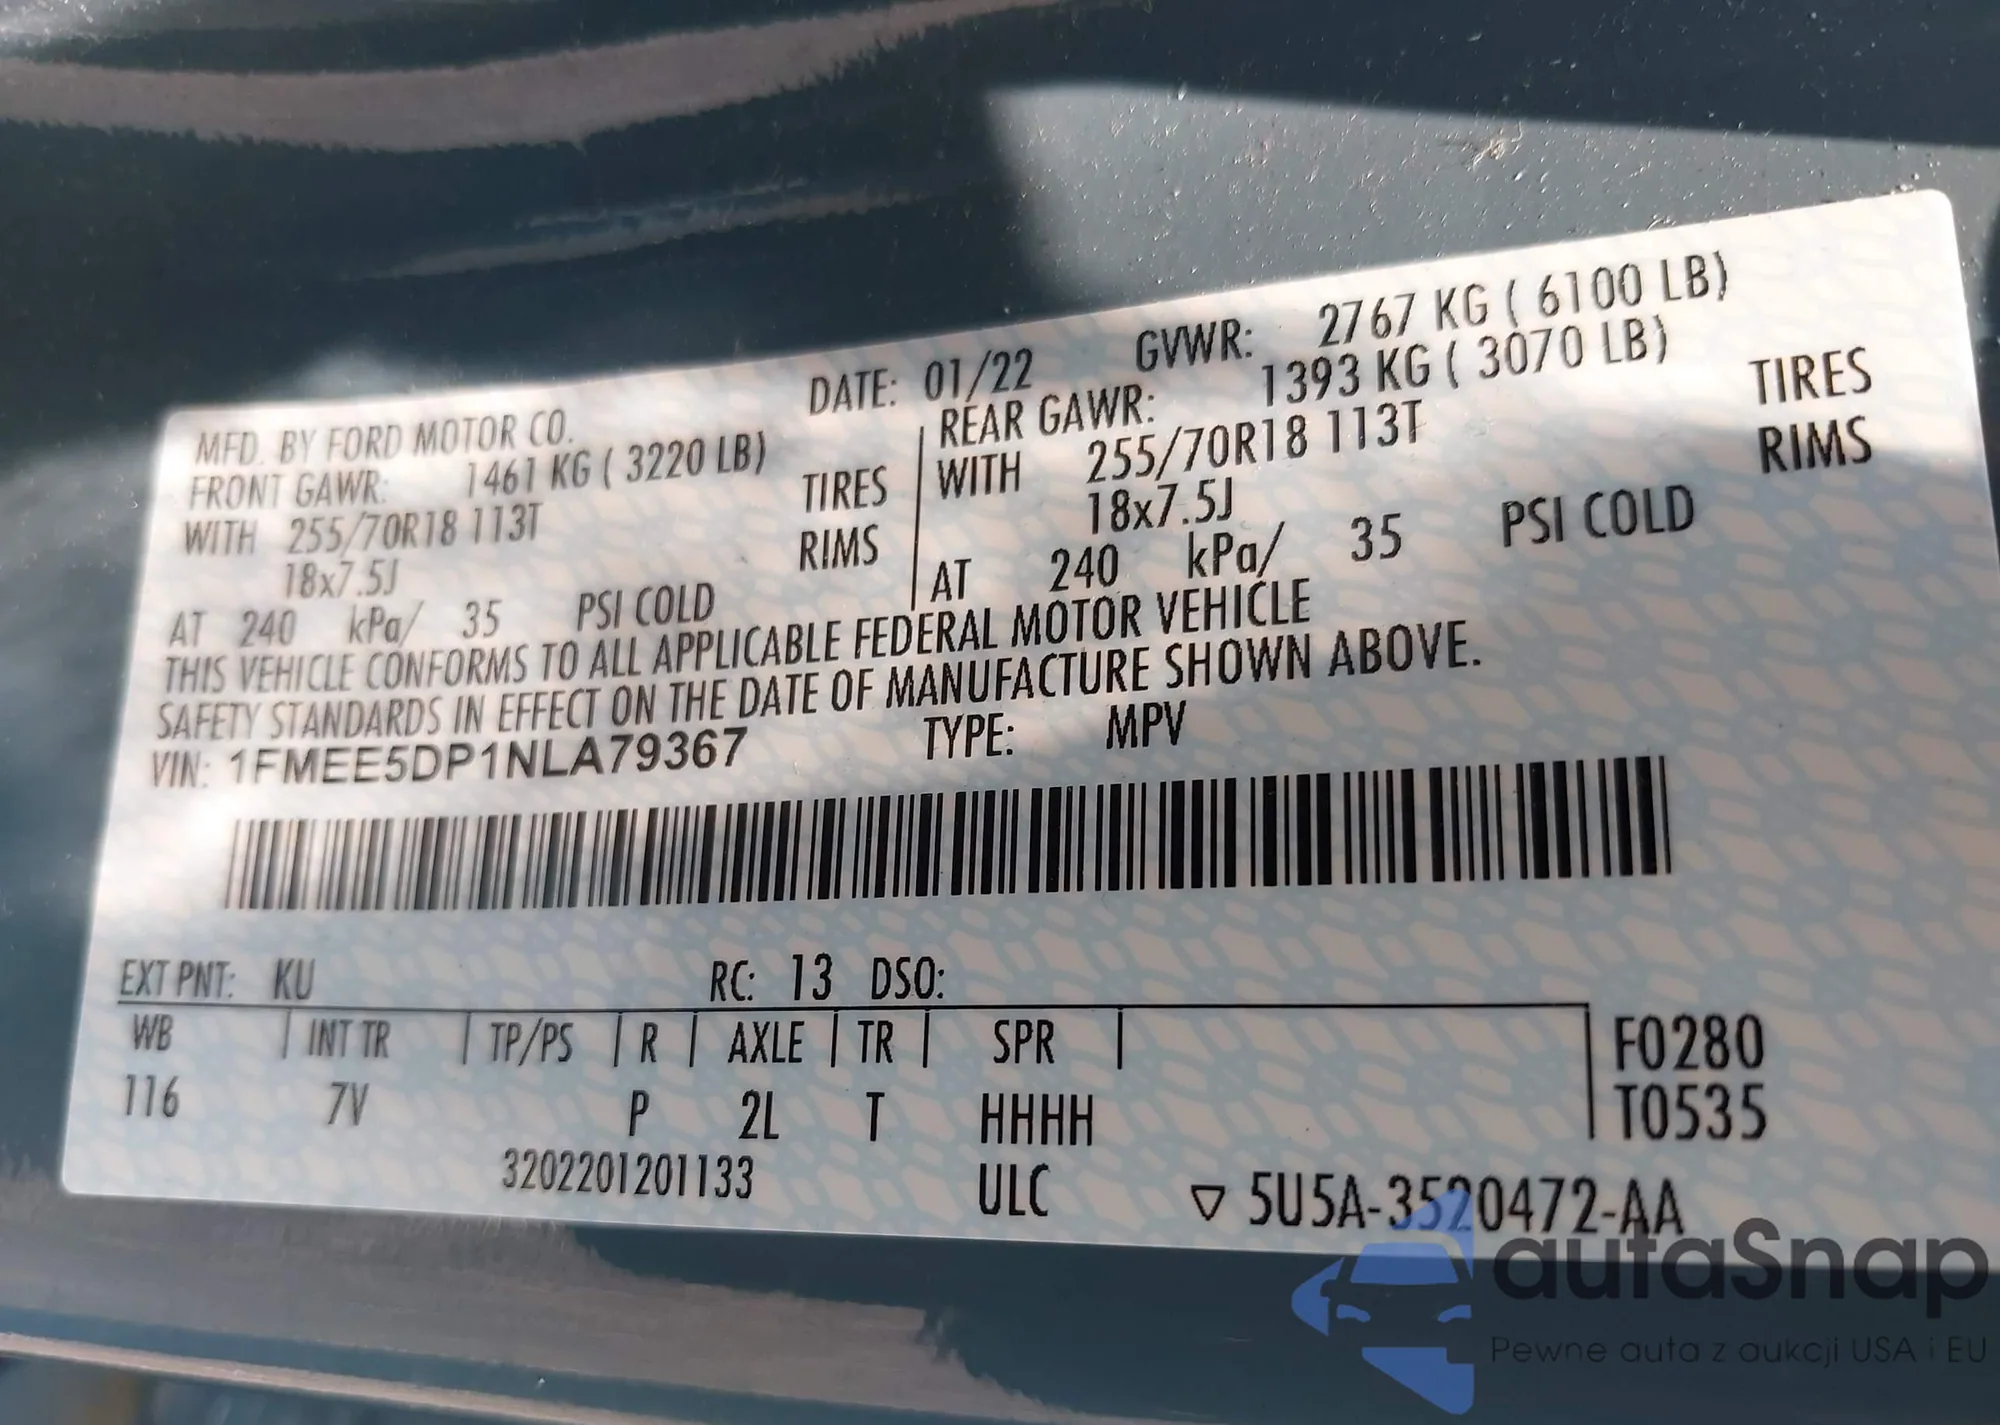 MFD. BY FORD MOTOR CO. DATE: 01/22 GVWR: 2767 KG ( 6100 LB)
FRONT GAWR: 1461 KG ( 3220 LB) REAR GAWR: 1393 KG ( 3070 LB)
WITH 255/70R18 113T TIRES WITH 255/70R18 113T TIRES
18x7.5J RIMS 18x7.5J RIMS
AT 240 kPa/ 35 PSI COLD AT 240 kPa/ 35 PSI COLD
THIS VEHICLE CONFORMS TO ALL APPLICABLE FEDERAL MOTOR VEHICLE
SAFETY STANDARDS IN EFFECT ON THE DATE OF MANUFACTURE SHOWN ABOVE.
VIN: 1FMEE5DP1NLA79367 TYPE: MPV
EXT PNT: KU RC: 13 DSO:
WB INT TR TP/PS R AXLE TR SPR F0280
116 7V P 2L T HHHH T0535
3202201201133 ULC ▽ 5U5A-3520472-AA
autaSnap
Pewne auta z aukcji USA i EU